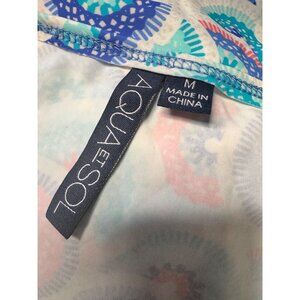 AQUA ET SOL
M
MADE IN
CHINA